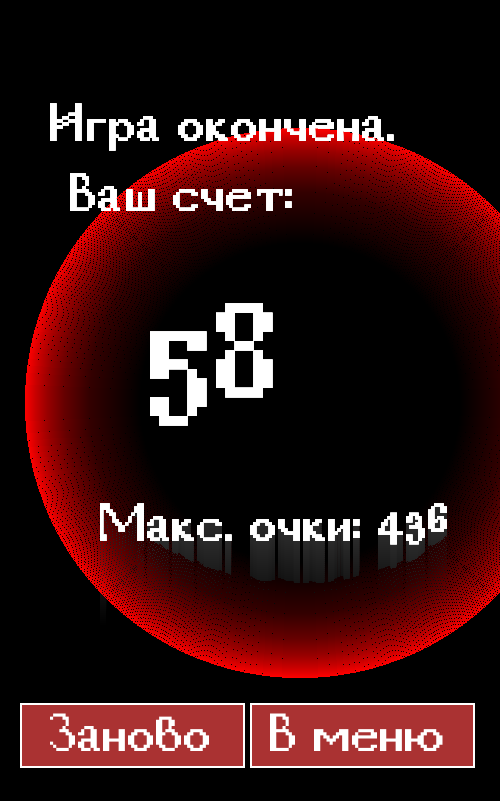 Игра окончена.
Ваш счет:
58
Макс. очки: 436
Заново
В меню